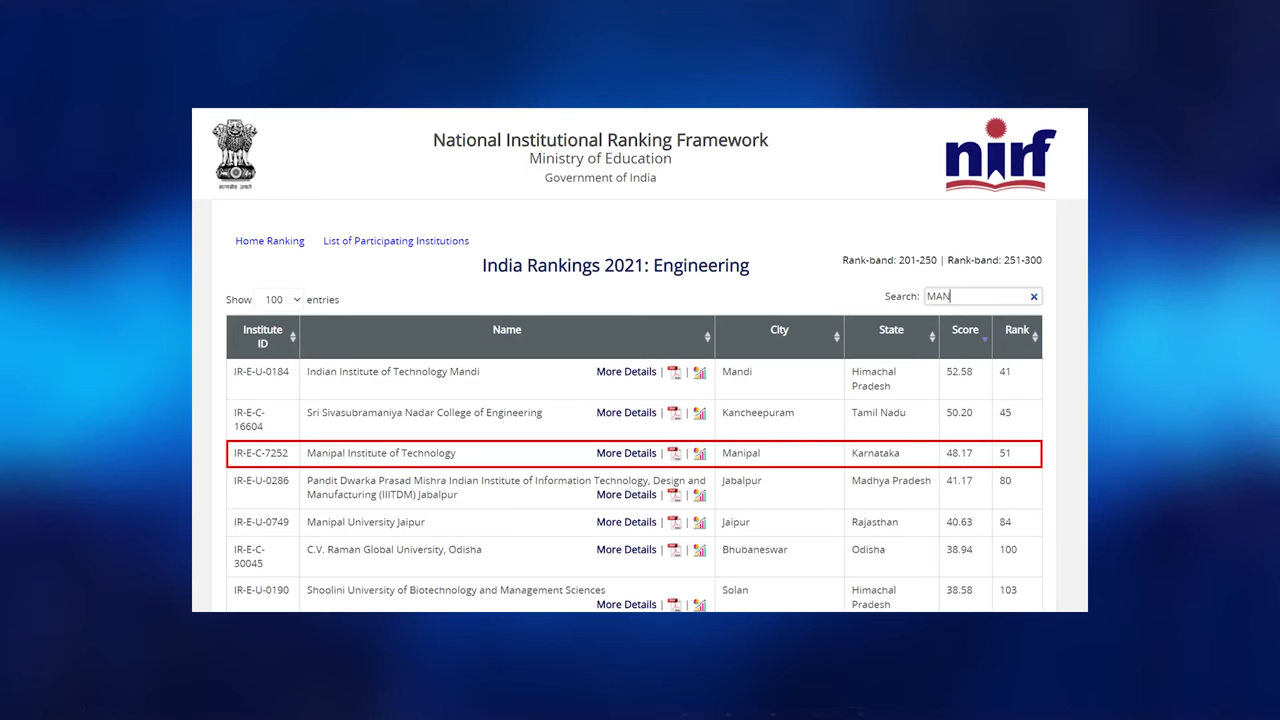 National Institutional Ranking Framework
Ministry of Education
Government of India
सत्यमेव जयते
nirf
Home Ranking List of Participating Institutions
India Rankings 2021: Engineering
Rank-band: 201-250 | Rank-band: 251-300
Show 100 entries
Search: MAN
Institute ID Name City State Score Rank
IR-E-U-0184 Indian Institute of Technology Mandi More Details | | Mandi Himachal Pradesh 52.58 41
IR-E-C-16604 Sri Sivasubramaniya Nadar College of Engineering More Details | | Kancheepuram Tamil Nadu 50.20 45
IR-E-C-7252 Manipal Institute of Technology More Details | | Manipal Karnataka 48.17 51
IR-E-U-0286 Pandit Dwarka Prasad Mishra Indian Institute of Information Technology, Design and Manufacturing (IIITDM) Jabalpur More Details | | Jabalpur Madhya Pradesh 41.17 80
IR-E-U-0749 Manipal University Jaipur More Details | | Jaipur Rajasthan 40.63 84
IR-E-C-30045 C.V. Raman Global University, Odisha More Details | | Bhubaneswar Odisha 38.94 100
IR-E-U-0190 Shoolini University of Biotechnology and Management Sciences More Details | | Solan Himachal Pradesh 38.58 103